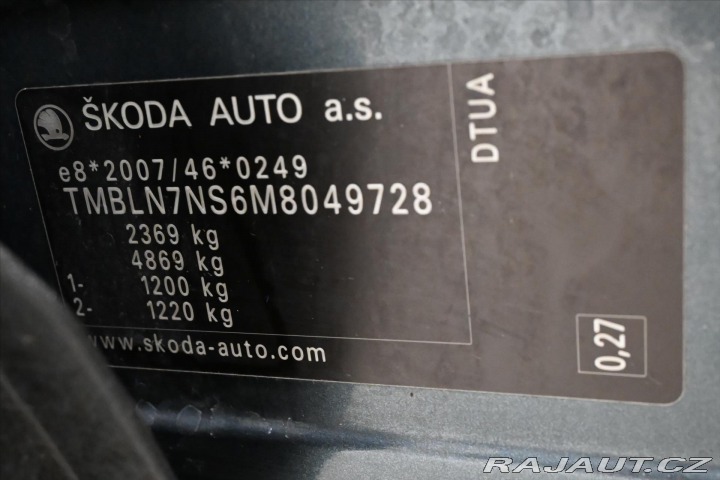 ŠKODA AUTO a.s.
e8*2007/46*0249
TMBLN7NS6M8049728
2369 kg
4869 kg
1- 1200 kg
2- 1220 kg
www.skoda-auto.com
DTUA
0,27
RAJAUT.CZ